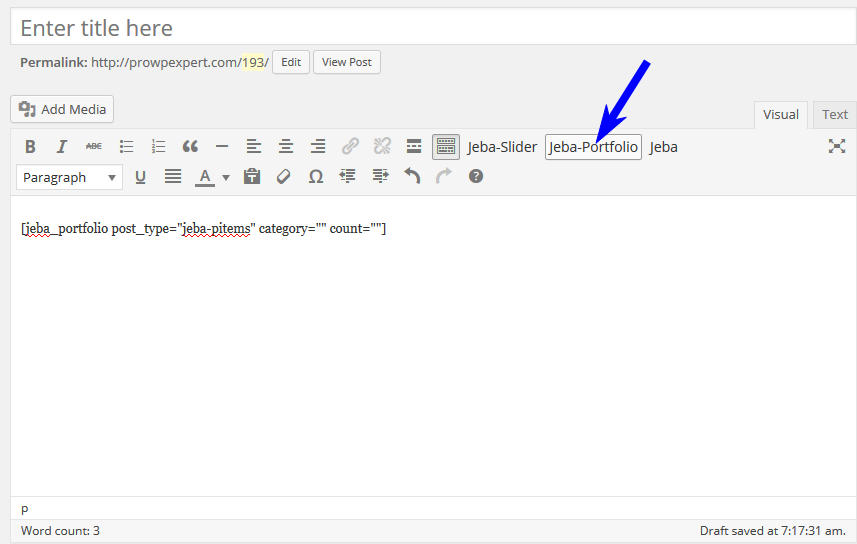 Enter title here
Permalink: http://prowpexpert.com/193/ Edit View Post
Add Media
Visual Text
B I ABC Jeba-Slider Jeba-Portfolio Jeba
Paragraph U A Ω
[jeba_portfolio post_type="jeba-pitems" category="" count=""]
p
Word count: 3 Draft saved at 7:17:31 am.